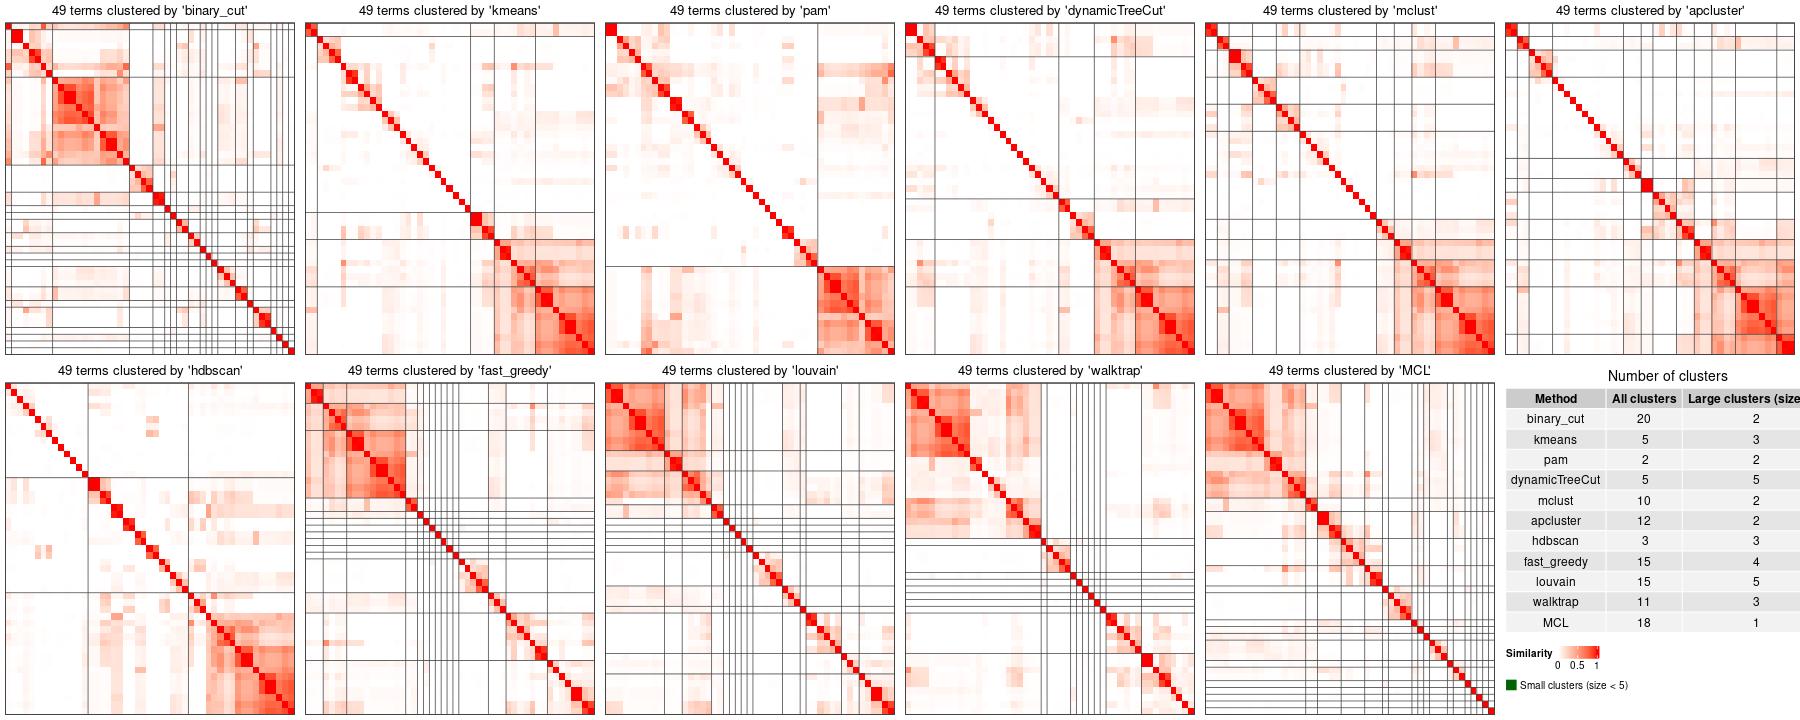 49 terms clustered by 'binary_cut'
49 terms clustered by 'kmeans'
49 terms clustered by 'pam'
49 terms clustered by 'dynamicTreeCut'
49 terms clustered by 'mclust'
49 terms clustered by 'apcluster'
49 terms clustered by 'hdbscan'
49 terms clustered by 'fast_greedy'
49 terms clustered by 'louvain'
49 terms clustered by 'walktrap'
49 terms clustered by 'MCL'
Number of clusters
Method All clusters Large clusters (size
binary_cut 20 2
kmeans 5 3
pam 2 2
dynamicTreeCut 5 5
mclust 10 2
apcluster 12 2
hdbscan 3 3
fast_greedy 15 4
louvain 15 5
walktrap 11 3
MCL 18 1
Similarity
0 0.5 1
Small clusters (size < 5)